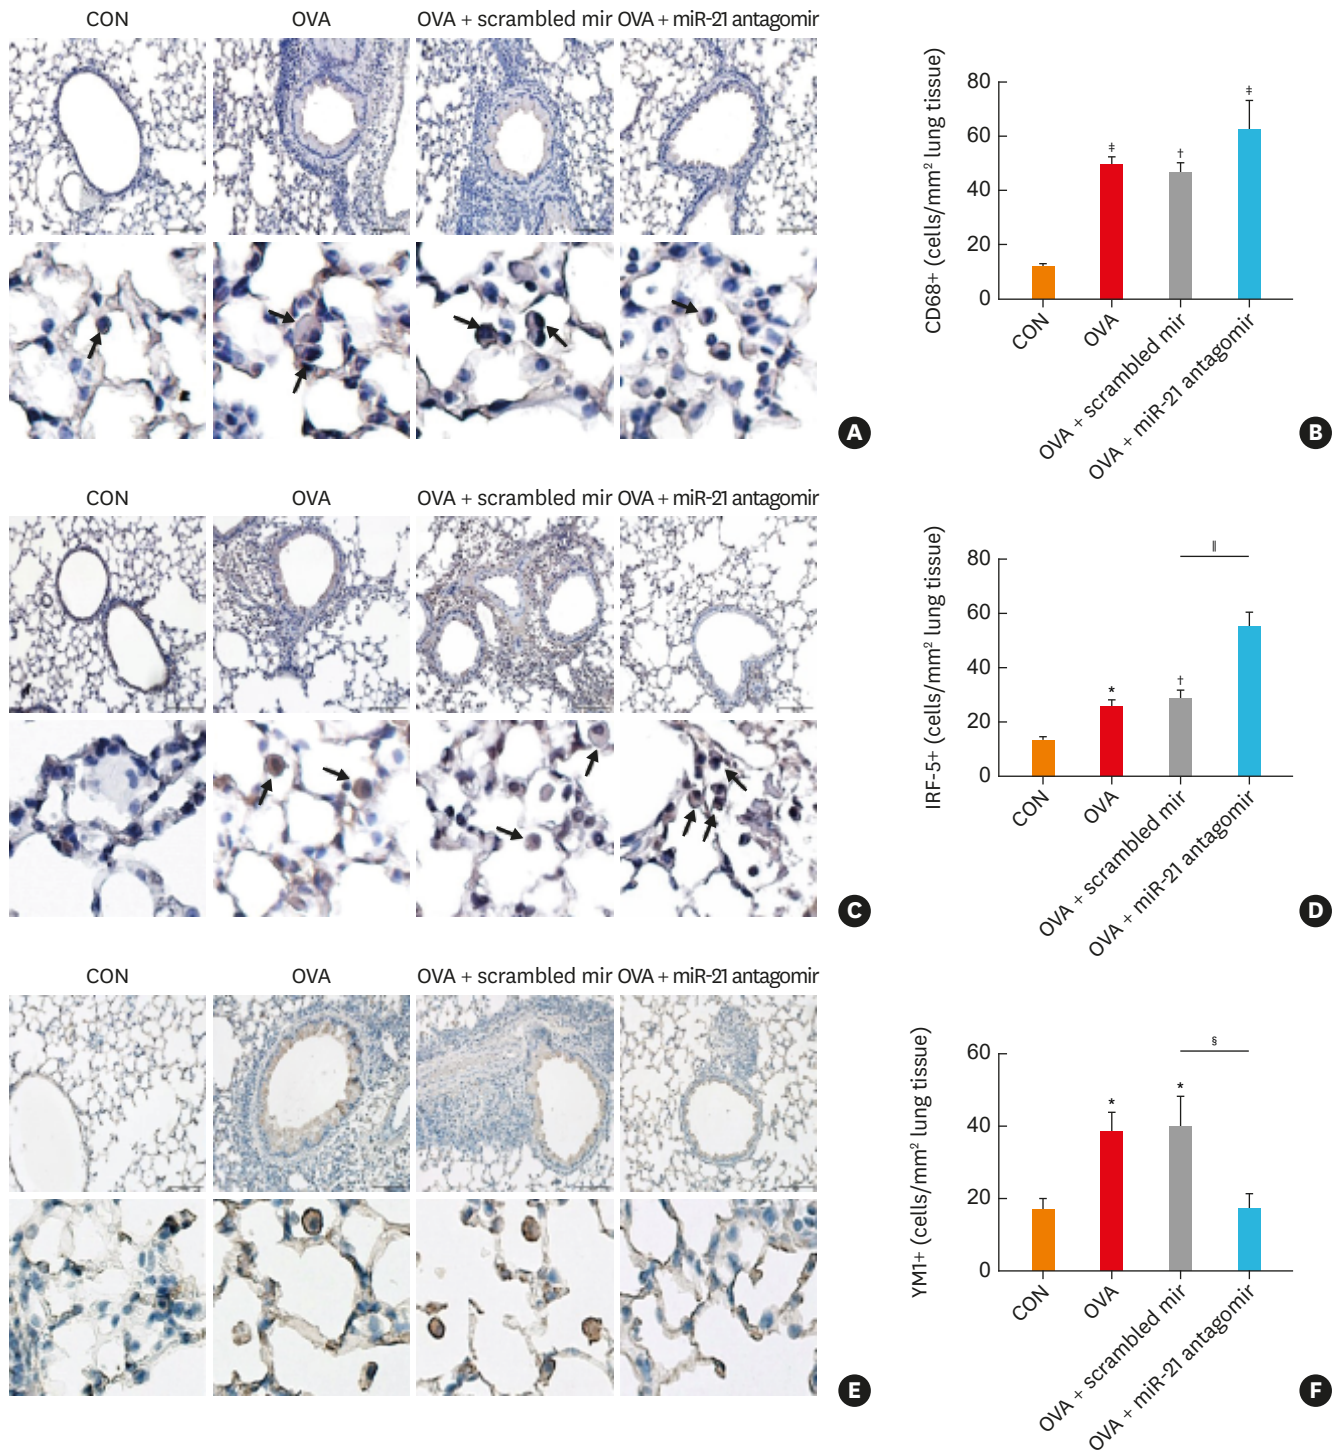 CON OVA OVA + scrambled mir OVA + miR-21 antagomir
A
CD68+ (cells/mm² lung tissue)
80
60
40
20
0
‡
†
‡
CON
OVA
OVA + scrambled mir
OVA + miR-21 antagomir
B
CON OVA OVA + scrambled mir OVA + miR-21 antagomir
C
IRF-5+ (cells/mm² lung tissue)
80
60
40
20
0
*
†
‖
CON
OVA
OVA + scrambled mir
OVA + miR-21 antagomir
D
CON OVA OVA + scrambled mir OVA + miR-21 antagomir
E
YM1+ (cells/mm² lung tissue)
60
40
20
0
*
*
§
CON
OVA
OVA + scrambled mir
OVA + miR-21 antagomir
F